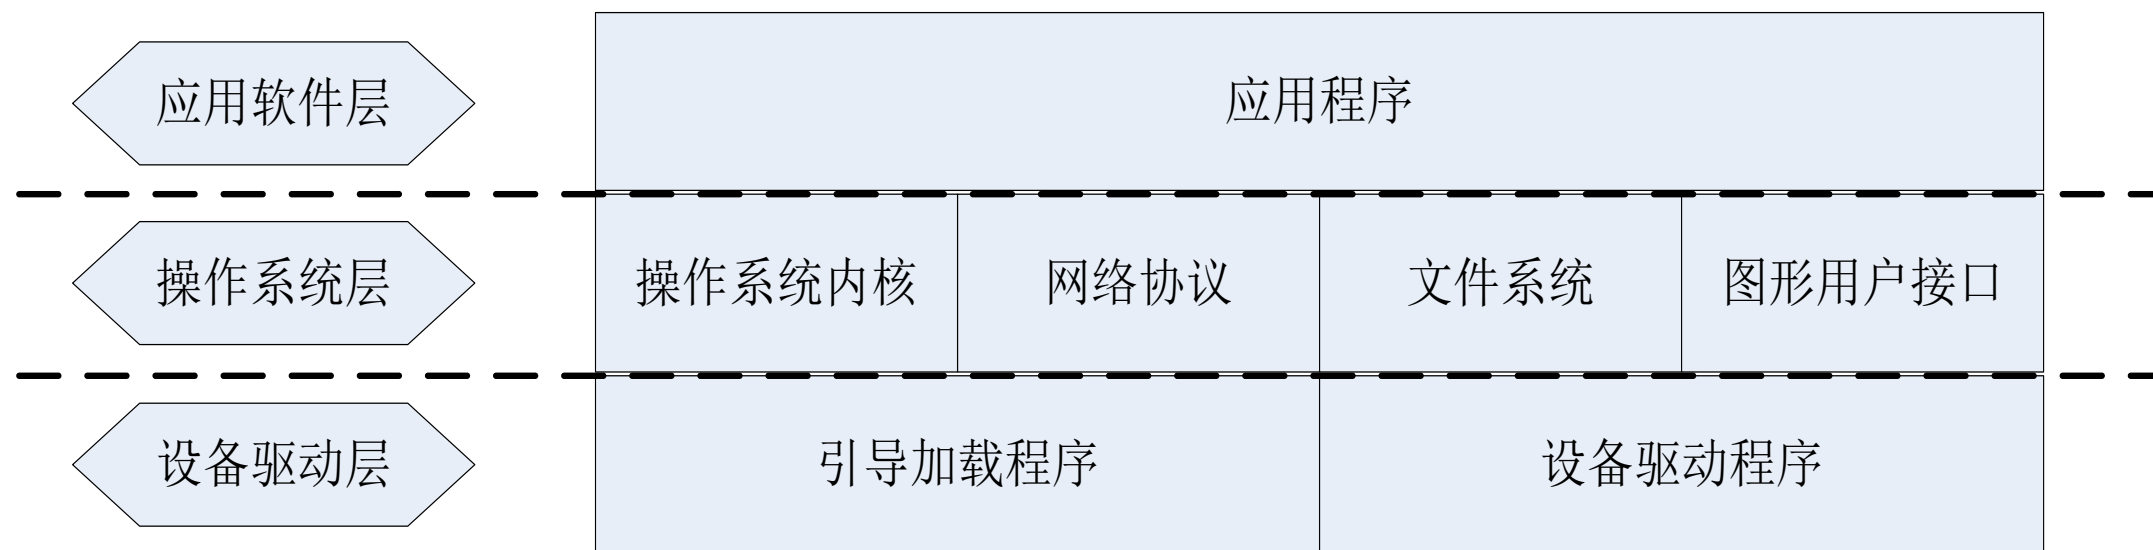 应用软件层
应用程序
操作系统层
操作系统内核
网络协议
文件系统
图形用户接口
设备驱动层
引导加载程序
设备驱动程序